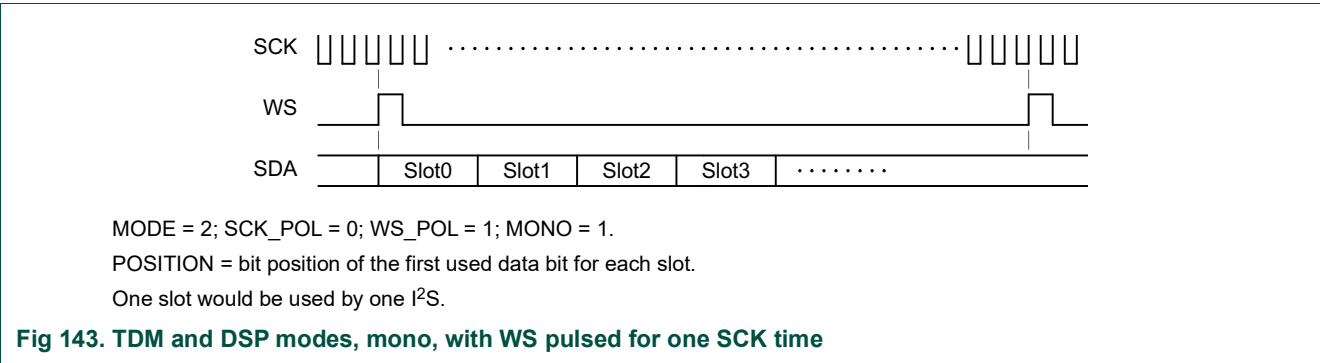 SCK
WS
SDA Slot0 Slot1 Slot2 Slot3 ........
MODE = 2; SCK_POL = 0; WS_POL = 1; MONO = 1.
POSITION = bit position of the first used data bit for each slot.
One slot would be used by one I²S.
Fig 143. TDM and DSP modes, mono, with WS pulsed for one SCK time